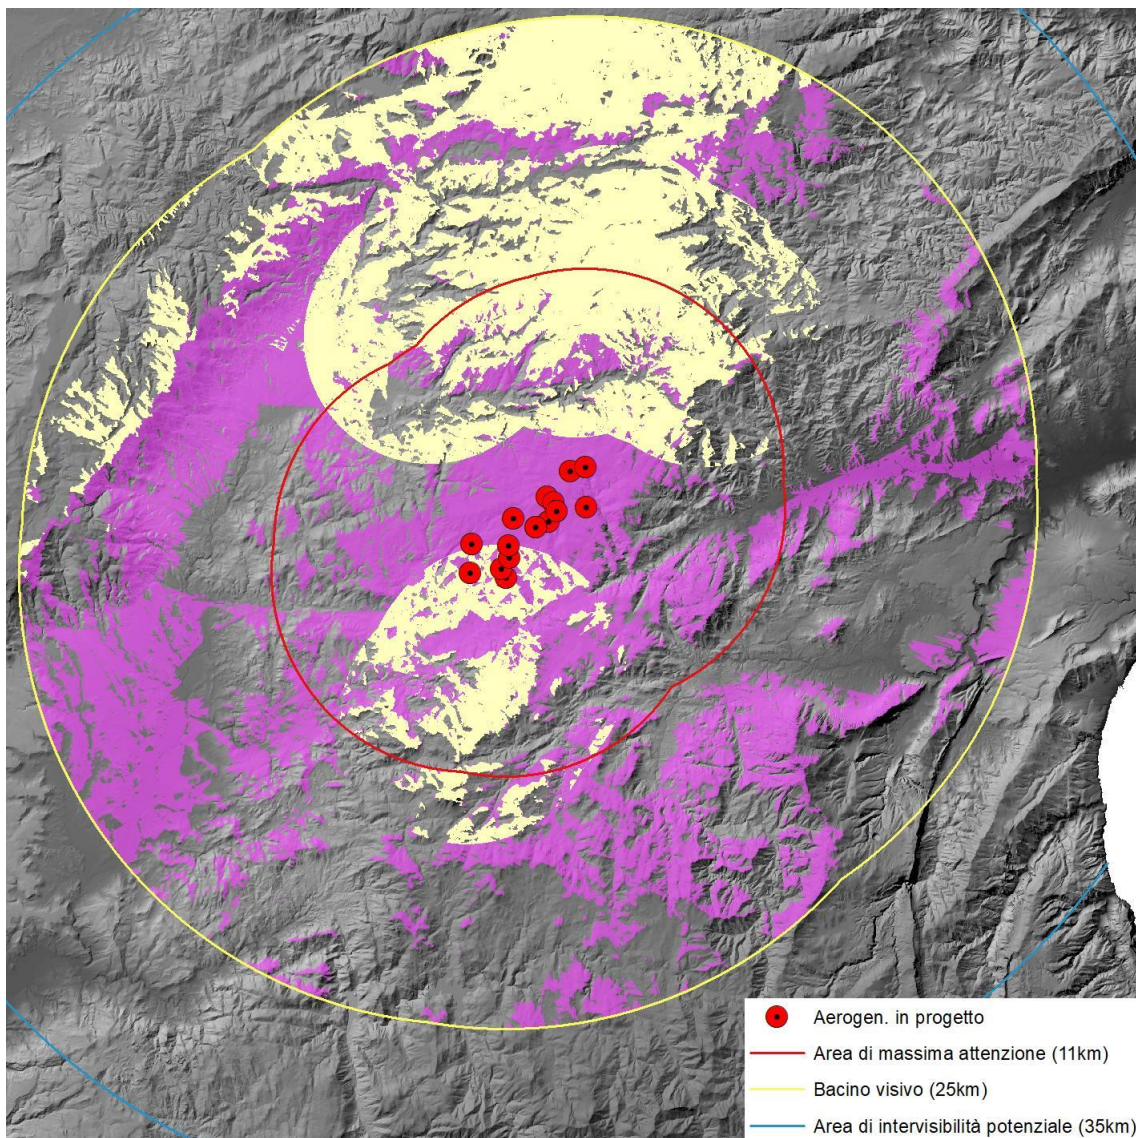 Aerogen. in progetto
Area di massima attenzione (11km)
Bacino visivo (25km)
Area di intervisibilità potenziale (35km)